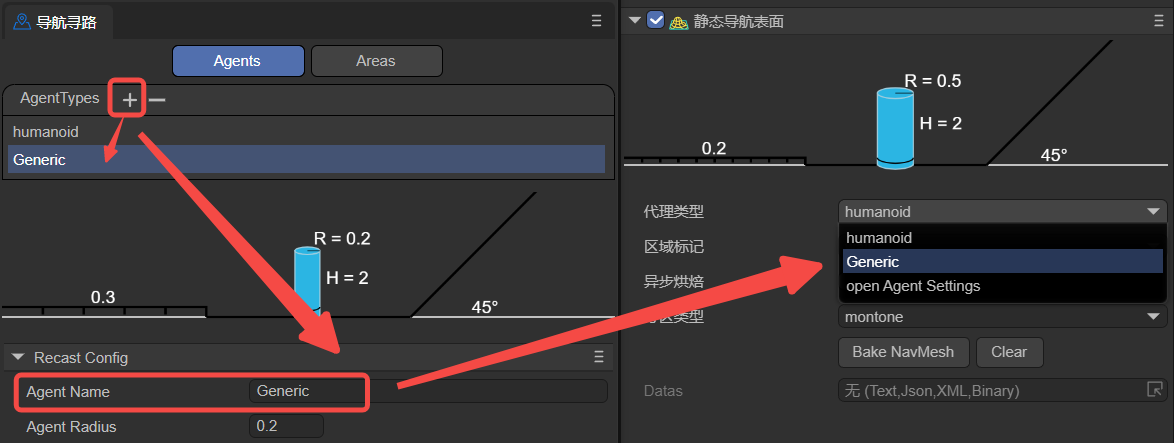 导航寻路
Agents
Areas
AgentTypes
humanoid
Generic
R = 0.2
H = 2
0.3
45°
Recast Config
Agent Name
Generic
Agent Radius
0.2
静态导航表面
R = 0.5
H = 2
0.2
45°
代理类型
humanoid
humanoid
区域标记
Generic
异步烘焙
open Agent Settings
区类型
montone
Bake NavMesh
Clear
Datas
无 (Text,Json,XML,Binary)